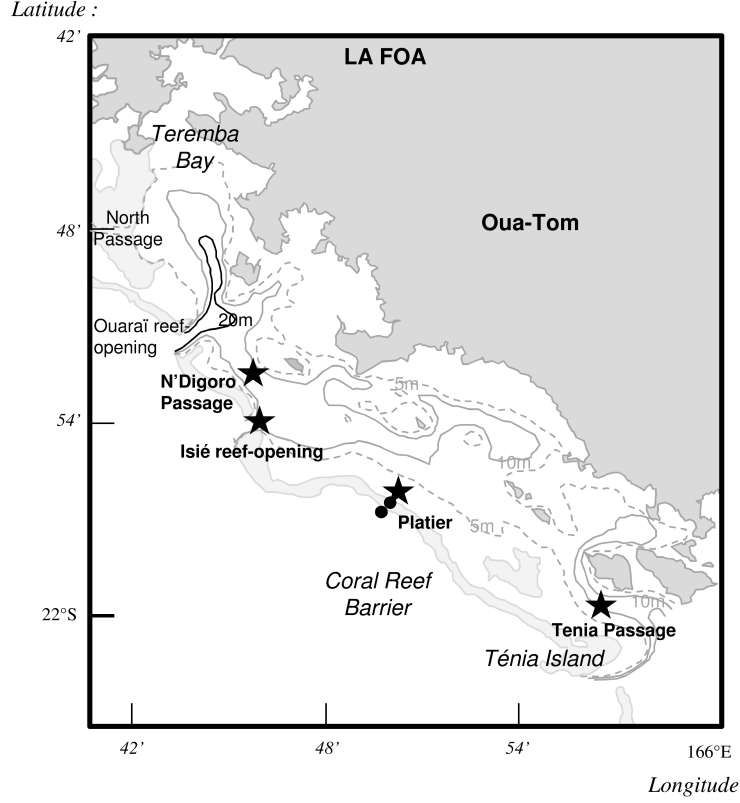 Latitude :
42’
LA FOA
Teremba
Bay
North
Passage
48’
Oua-Tom
20m
Ouaraï reef-
opening
N’Digoro
Passage
5m
54’
Isié reef-opening
10m
Platier
5m
Coral Reef
Barrier
10m
22°S
Tenia Passage
Ténia Island
42’
48’
54’
166°E
Longitude